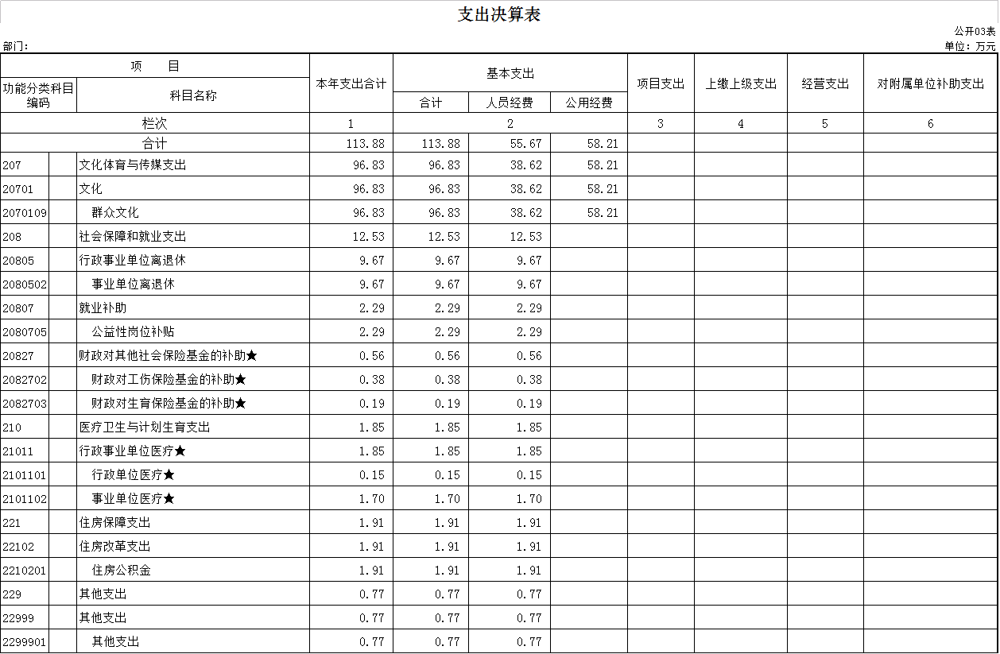 支出决算表
公开03表
部门： 单位：万元
项 目 本年支出合计 基本支出 项目支出 上缴上级支出 经营支出 对附属单位补助支出
功能分类科目编码 科目名称 合计 人员经费 公用经费
栏次 1 2 3 4 5 6
合计 113.88 113.88 55.67 58.21
207 文化体育与传媒支出 96.83 96.83 38.62 58.21
20701 文化 96.83 96.83 38.62 58.21
2070109 群众文化 96.83 96.83 38.62 58.21
208 社会保障和就业支出 12.53 12.53 12.53
20805 行政事业单位离退休 9.67 9.67 9.67
2080502 事业单位离退休 9.67 9.67 9.67
20807 就业补助 2.29 2.29 2.29
2080705 公益性岗位补贴 2.29 2.29 2.29
20827 财政对其他社会保险基金的补助★ 0.56 0.56 0.56
2082702 财政对工伤保险基金的补助★ 0.38 0.38 0.38
2082703 财政对生育保险基金的补助★ 0.19 0.19 0.19
210 医疗卫生与计划生育支出 1.85 1.85 1.85
21011 行政事业单位医疗★ 1.85 1.85 1.85
2101101 行政单位医疗★ 0.15 0.15 0.15
2101102 事业单位医疗★ 1.70 1.70 1.70
221 住房保障支出 1.91 1.91 1.91
22102 住房改革支出 1.91 1.91 1.91
2210201 住房公积金 1.91 1.91 1.91
229 其他支出 0.77 0.77 0.77
22999 其他支出 0.77 0.77 0.77
2299901 其他支出 0.77 0.77 0.77